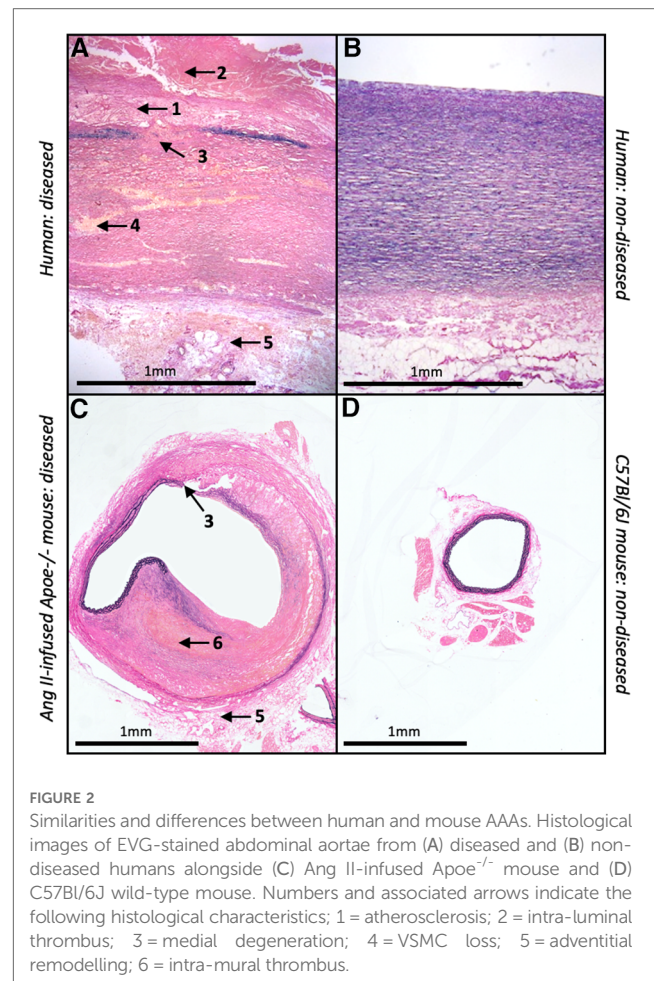 A
B
2
1
3
4
5
1mm
1mm
Human: diseased
Human: non-diseased
C
D
3
6
5
1mm
1mm
Ang II-infused Apoe-/- mouse: diseased
C57Bl/6J mouse: non-diseased
FIGURE 2
Similarities and differences between human and mouse AAAs. Histological
images of EVG-stained abdominal aortae from (A) diseased and (B) non-
diseased humans alongside (C) Ang II-infused Apoe-/- mouse and (D)
C57Bl/6J wild-type mouse. Numbers and associated arrows indicate the
following histological characteristics; 1 = atherosclerosis; 2 = intra-luminal
thrombus; 3 = medial degeneration; 4 = VSMC loss; 5 = adventitial
remodelling; 6 = intra-mural thrombus.